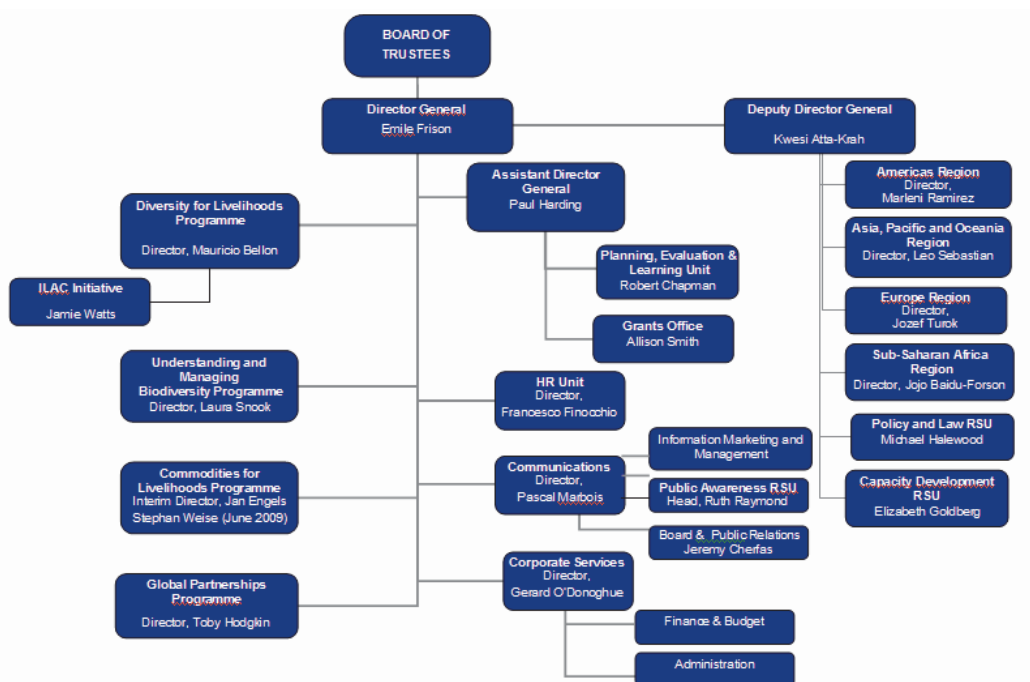 BOARD OF
TRUSTEES
Director General
Emile Frison
Deputy Director General
Kwesi Atta-Krah
Assistant Director
General
Paul Harding
Planning, Evaluation &
Learning Unit
Robert Chapman
Grants Office
Allison Smith
Diversity for Livelihoods
Programme
Director, Mauricio Bellon
ILAC Initiative
Jamie Watts
Understanding and
Managing
Biodiversity Programme
Director, Laura Snook
Commodities for
Livelihoods Programme
Interim Director, Jan Engels
Stephan Weise (June 2009)
Global Partnerships
Programme
Director, Toby Hodgkin
HR Unit
Director,
Francesco Finocchio
Communications
Director,
Pascal Marbois
Information Marketing and
Management
Public Awareness RSU
Head, Ruth Raymond
Board & Public Relations
Jeremy Cherfas
Corporate Services
Director,
Gerard O'Donoghue
Finance & Budget
Administration
Americas Region
Director,
Marleni Ramirez
Asia, Pacific and Oceania
Region
Director, Leo Sebastian
Europe Region
Director,
Jozef Turok
Sub-Saharan Africa
Region
Director, Jojo Baidu-Forson
Policy and Law RSU
Michael Halewood
Capacity Development
RSU
Elizabeth Goldberg